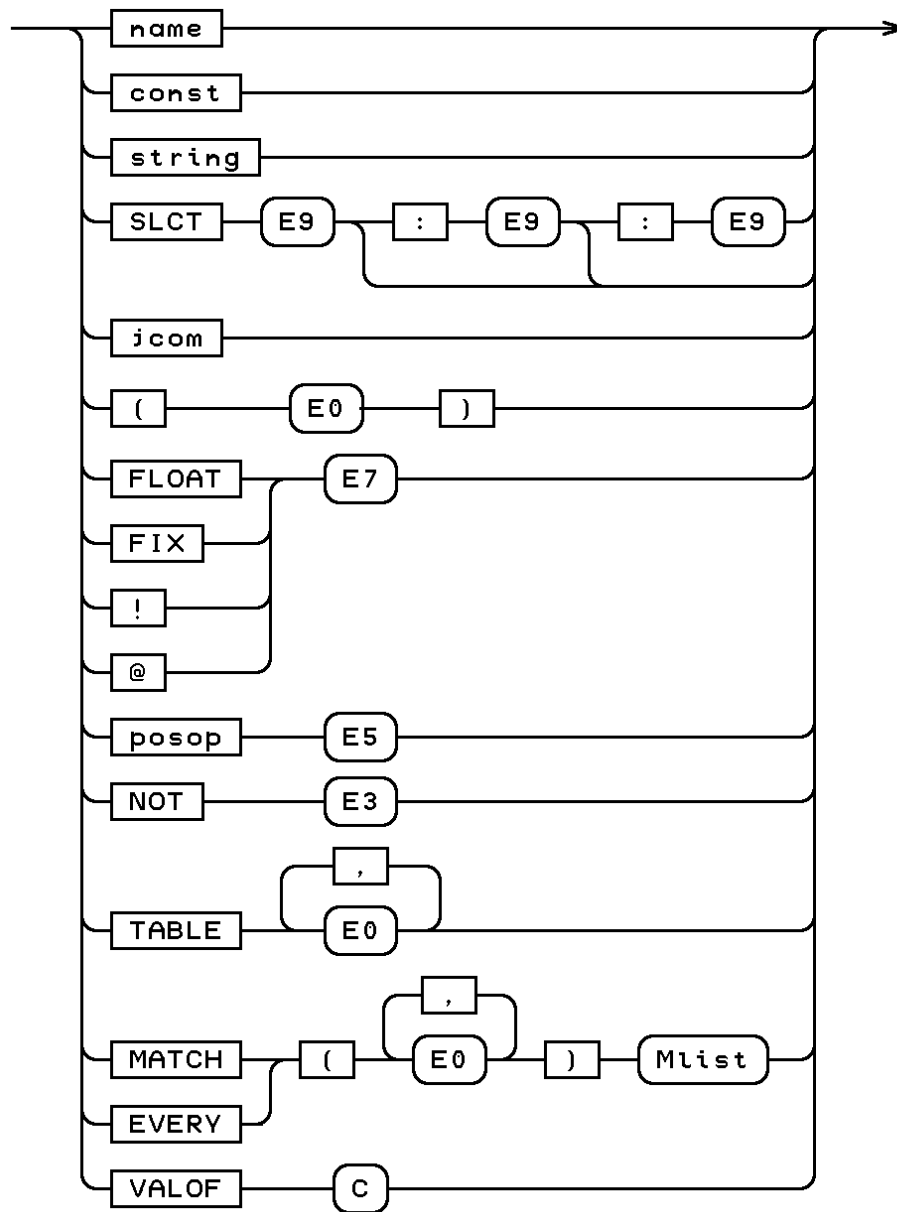 name
const
string
SLCT E9 : E9 : E9
jcom
( E0 )
FLOAT E7
FIX
!
@
posop E5
NOT E3
,
TABLE E0
,
MATCH ( E0 ) Mlist
EVERY
VALOF C